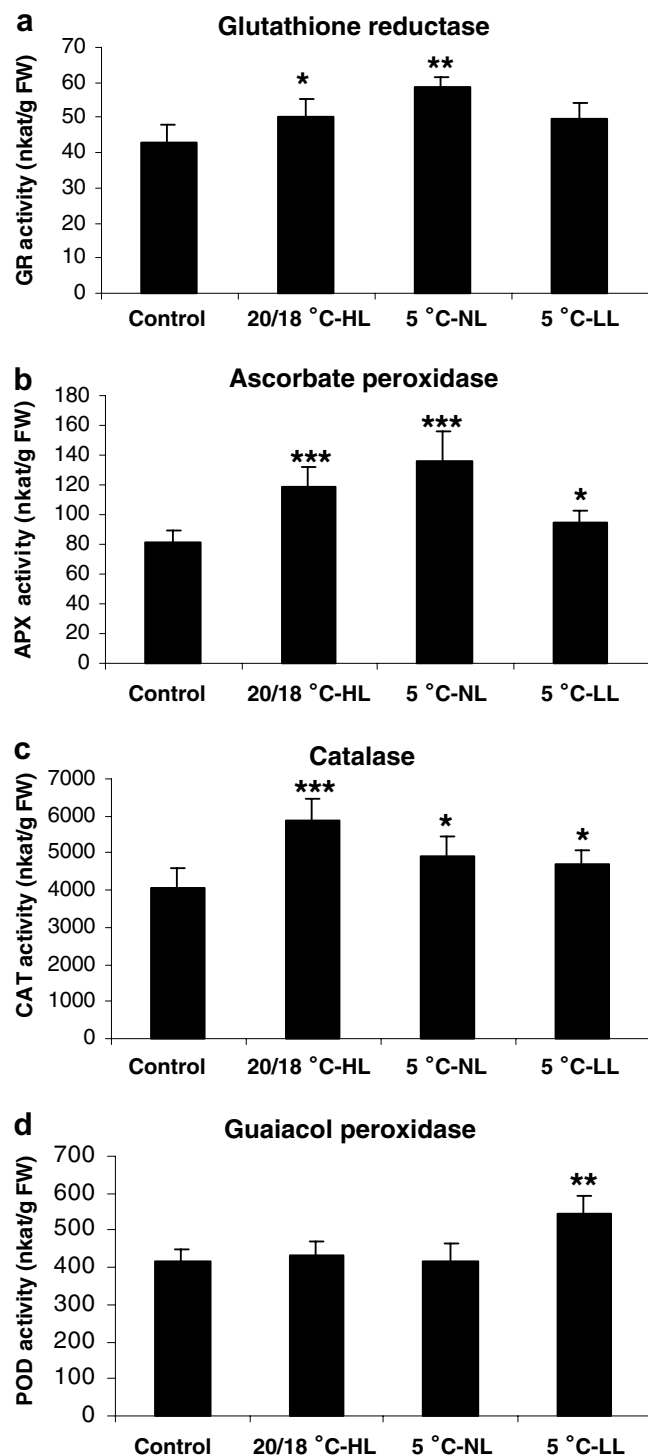 a
Glutathione reductase
GR activity (nkat/g FW)
70
60
50
40
30
20
10
0
*
**
Control 20/18 °C-HL 5 °C-NL 5 °C-LL
b
Ascorbate peroxidase
APX activity (nkat/g FW)
180
160
140
120
100
80
60
40
20
0
***
***
*
Control 20/18 °C-HL 5 °C-NL 5 °C-LL
c
Catalase
CAT activity (nkat/g FW)
7000
6000
5000
4000
3000
2000
1000
0
***
*
*
Control 20/18 °C-HL 5 °C-NL 5 °C-LL
d
Guaiacol peroxidase
POD activity (nkat/g FW)
700
600
500
400
300
200
100
0
**
Control 20/18 °C-HL 5 °C-NL 5 °C-LL